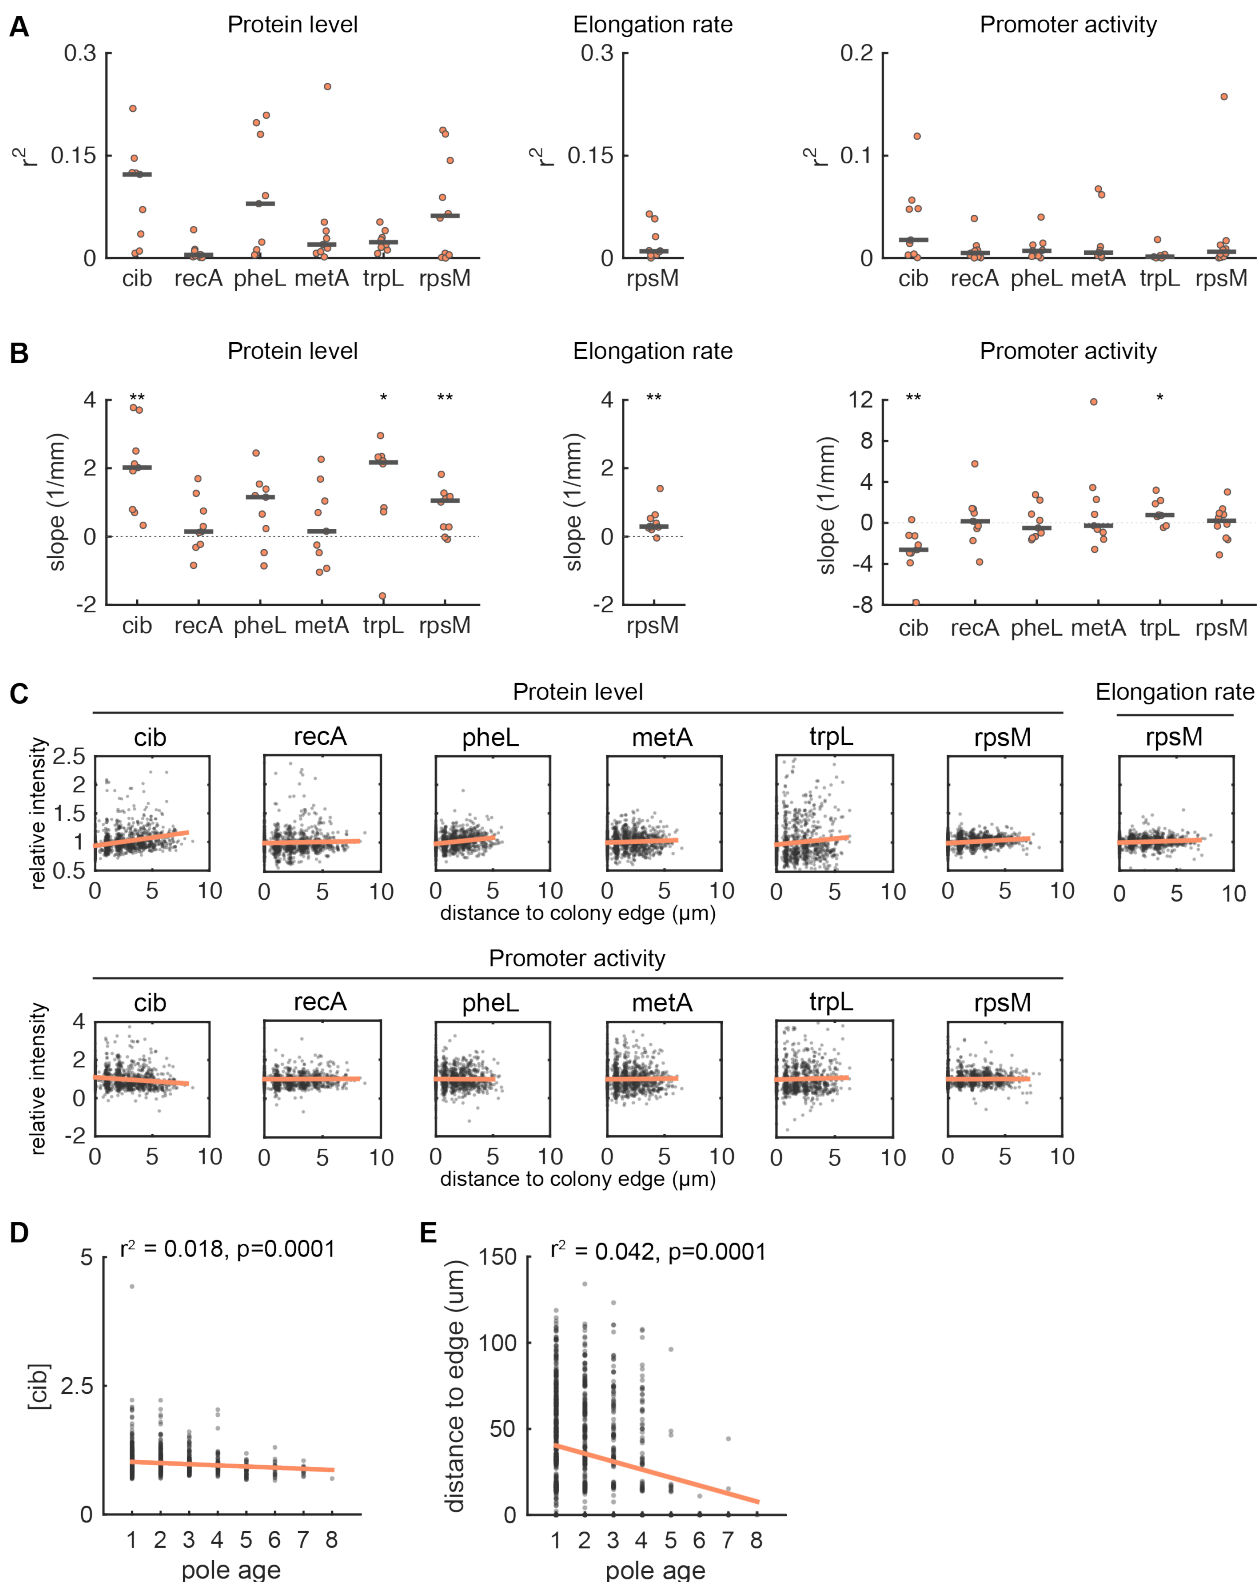 A
Protein level
Elongation rate
Promoter activity
r2
0.3
0.15
0
cib recA pheL metA trpL rpsM
r2
0.3
0.15
0
rpsM
r2
0.2
0.1
0
cib recA pheL metA trpL rpsM
B
Protein level
Elongation rate
Promoter activity
slope (1/mm)
4
2
0
-2
** * **
cib recA pheL metA trpL rpsM
slope (1/mm)
4
2
0
-2
**
rpsM
slope (1/mm)
12
8
4
0
-4
-8
** *
cib recA pheL metA trpL rpsM
C
Protein level
Elongation rate
cib recA pheL metA trpL rpsM rpsM
relative intensity
2.5
2
1.5
1
0.5
0 5 10 0 5 10 0 5 10 0 5 10 0 5 10 0 5 10 0 5 10
distance to colony edge (µm)
Promoter activity
cib recA pheL metA trpL rpsM
relative intensity
4
2
0
-2
0 5 10 0 5 10 0 5 10 0 5 10 0 5 10 0 5 10
distance to colony edge (µm)
D
r2 = 0.018, p=0.0001
[cib]
5
2.5
0
1 2 3 4 5 6 7 8
pole age
E
r2 = 0.042, p=0.0001
distance to edge (um)
150
100
50
0
1 2 3 4 5 6 7 8
pole age